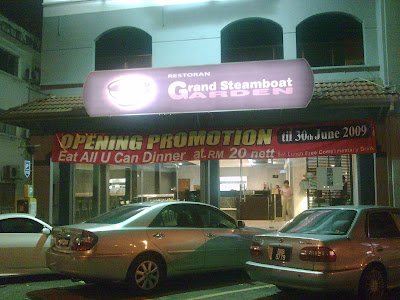 RESTORAN
Grand Steamboat
GARDEN
OPENING PROMOTION til 30th June 2009
Eat All U Can Dinner at RM 20 nett